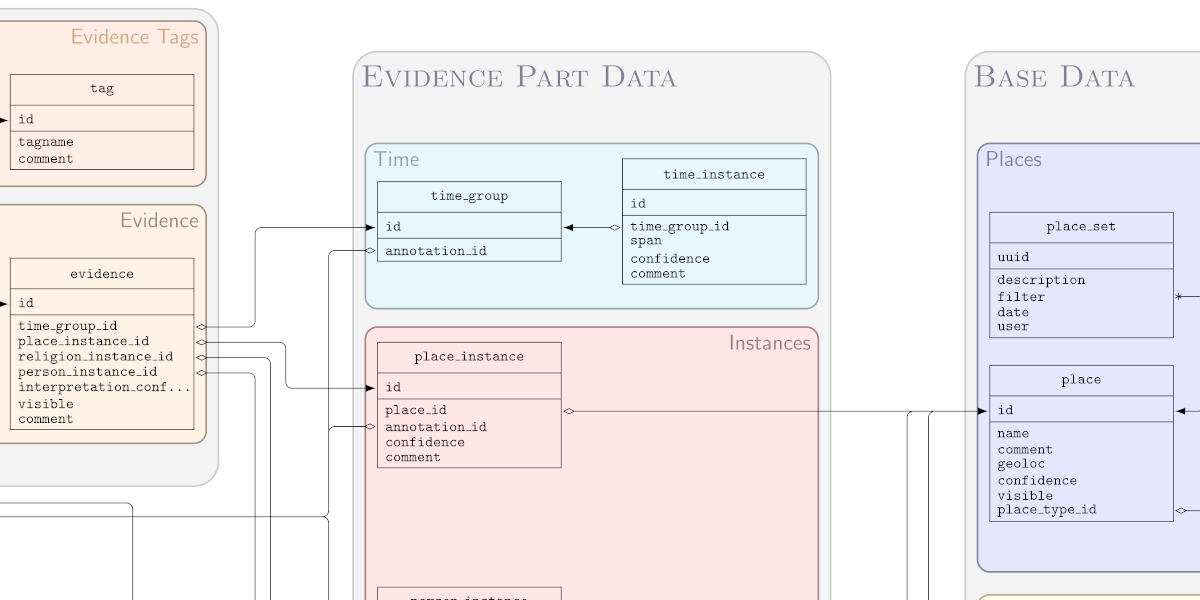 Evidence Tags
tag
id
tagname
comment
Evidence
evidence
id
time_group_id
place_instance_id
religion_instance_id
person_instance_id
interpretation_conf...
visible
comment
Evidence Part Data
Time
time_group
id
annotation_id
time_instance
id
time_group_id
span
confidence
comment
Instances
place_instance
id
place_id
annotation_id
confidence
comment
person_instance
Base Data
Places
place_set
uuid
description
filter
date
user
place
id
name
comment
geoloc
confidence
visible
place_type_id